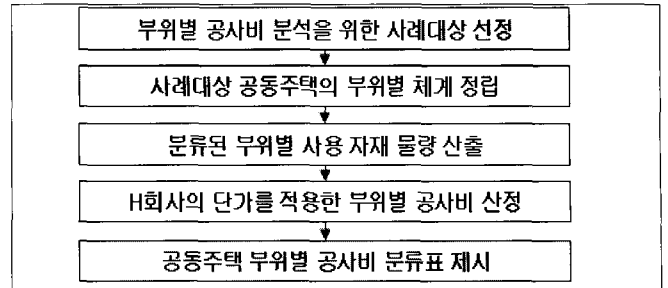 부위별 공사비 분석을 위한 사례대상 선정
사례대상 공동주택의 부위별 체계 정립
분류된 부위별 사용 자재 물량 산출
H회사의 단가를 적용한 부위별 공사비 산정
공동주택 부위별 공사비 분류표 제시